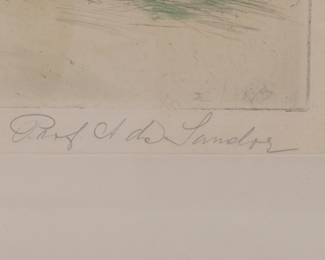 Prof A de Sandor